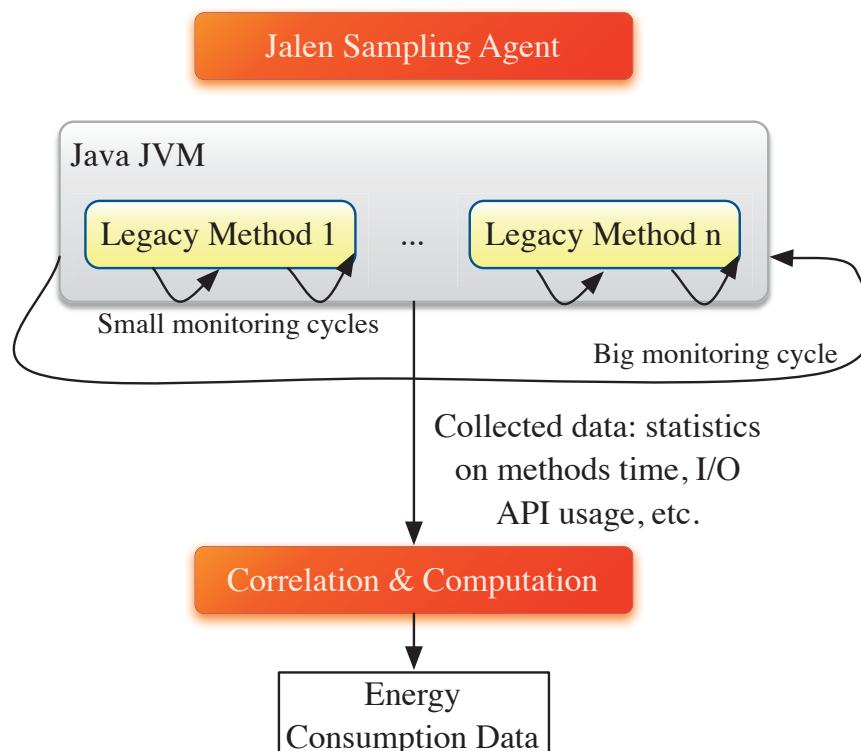 Jalen Sampling Agent
Java JVM
Legacy Method 1
...
Legacy Method n
Small monitoring cycles
Big monitoring cycle
Collected data: statistics
on methods time, I/O
API usage, etc.
Correlation & Computation
Energy
Consumption Data